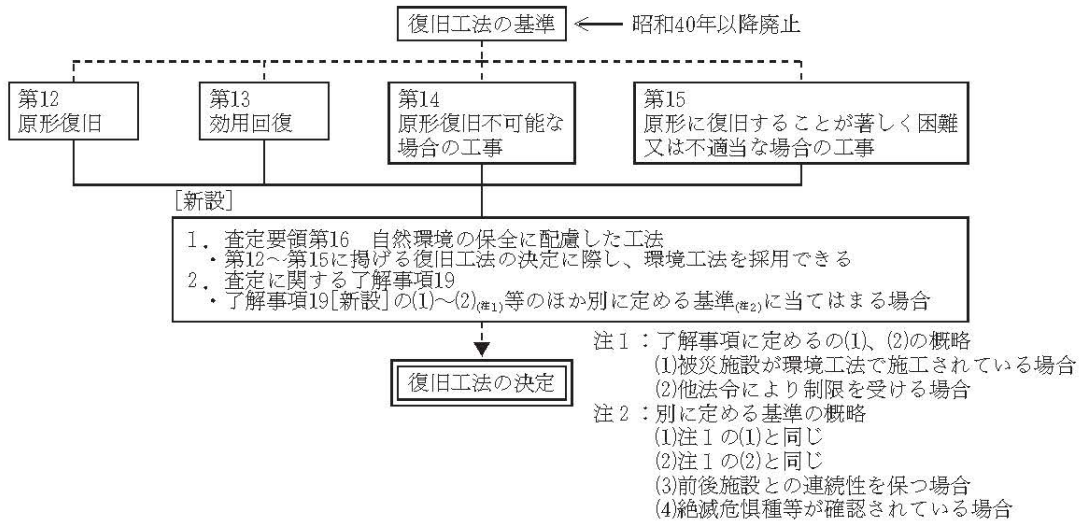 復旧工法の基準
昭和40年以降廃止
第12
原形復旧
第13
効用回復
第14
原形復旧不可能な
場合の工事
第15
原形に復旧することが著しく困難
又は不適当な場合の工事
[新設]
1．査定要領第16　自然環境の保全に配慮した工法
・第12～第15に掲げる復旧工法の決定に際し、環境工法を採用できる
2．査定に関する了解事項19
・了解事項19[新設]の(1)～(2)(注1)等のほか別に定める基準(注2)に当てはまる場合
復旧工法の決定
注１：了解事項に定めるの(1)、(2)の概略
(1)被災施設が環境工法で施工されている場合
(2)他法令により制限を受ける場合
注２：別に定める基準の概略
(1)注１の(1)と同じ
(2)注１の(2)と同じ
(3)前後施設との連続性を保つ場合
(4)絶滅危惧種等が確認されている場合